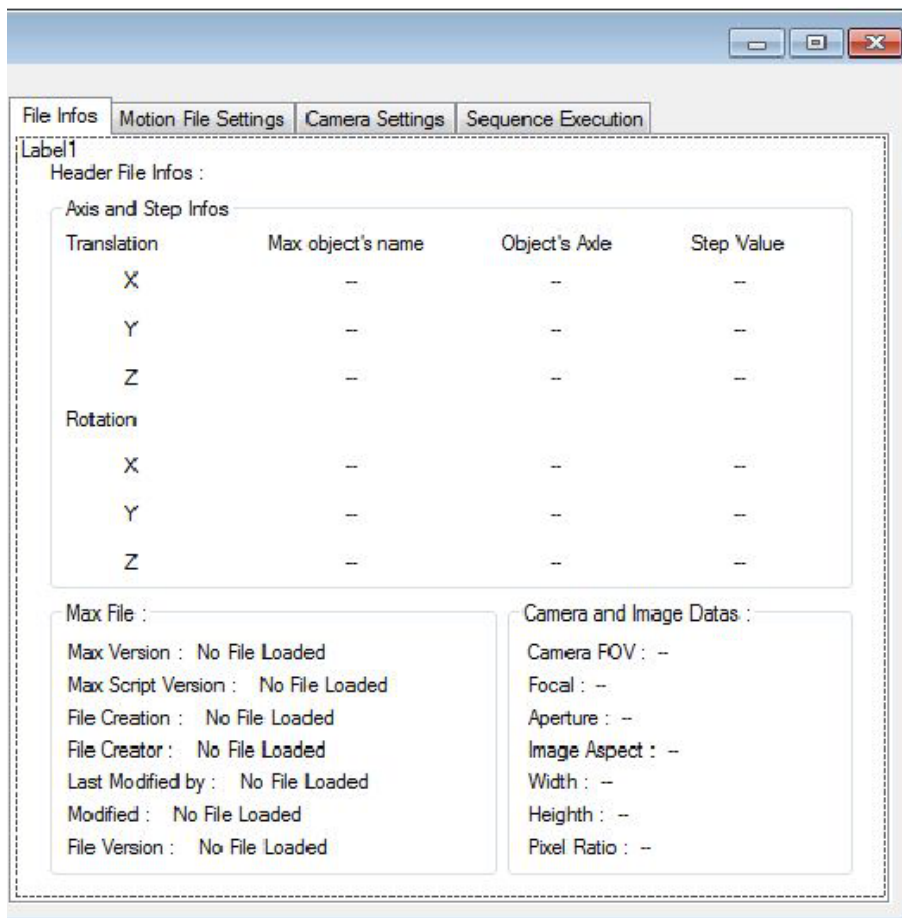 File Infos Motion File Settings Camera Settings Sequence Execution
Label1
Header File Infos :
Axis and Step Infos
Translation Max object's name Object's Axle Step Value
X -- -- --
Y -- -- --
Z -- -- --
Rotation
X -- -- --
Y -- -- --
Z -- -- --
Max File :
Max Version : No File Loaded
Max Script Version : No File Loaded
File Creation : No File Loaded
File Creator : No File Loaded
Last Modified by : No File Loaded
Modified : No File Loaded
File Version : No File Loaded
Camera and Image Datas :
Camera FOV : --
Focal : --
Aperture : --
Image Aspect : --
Width : --
Heighth : --
Pixel Ratio : --